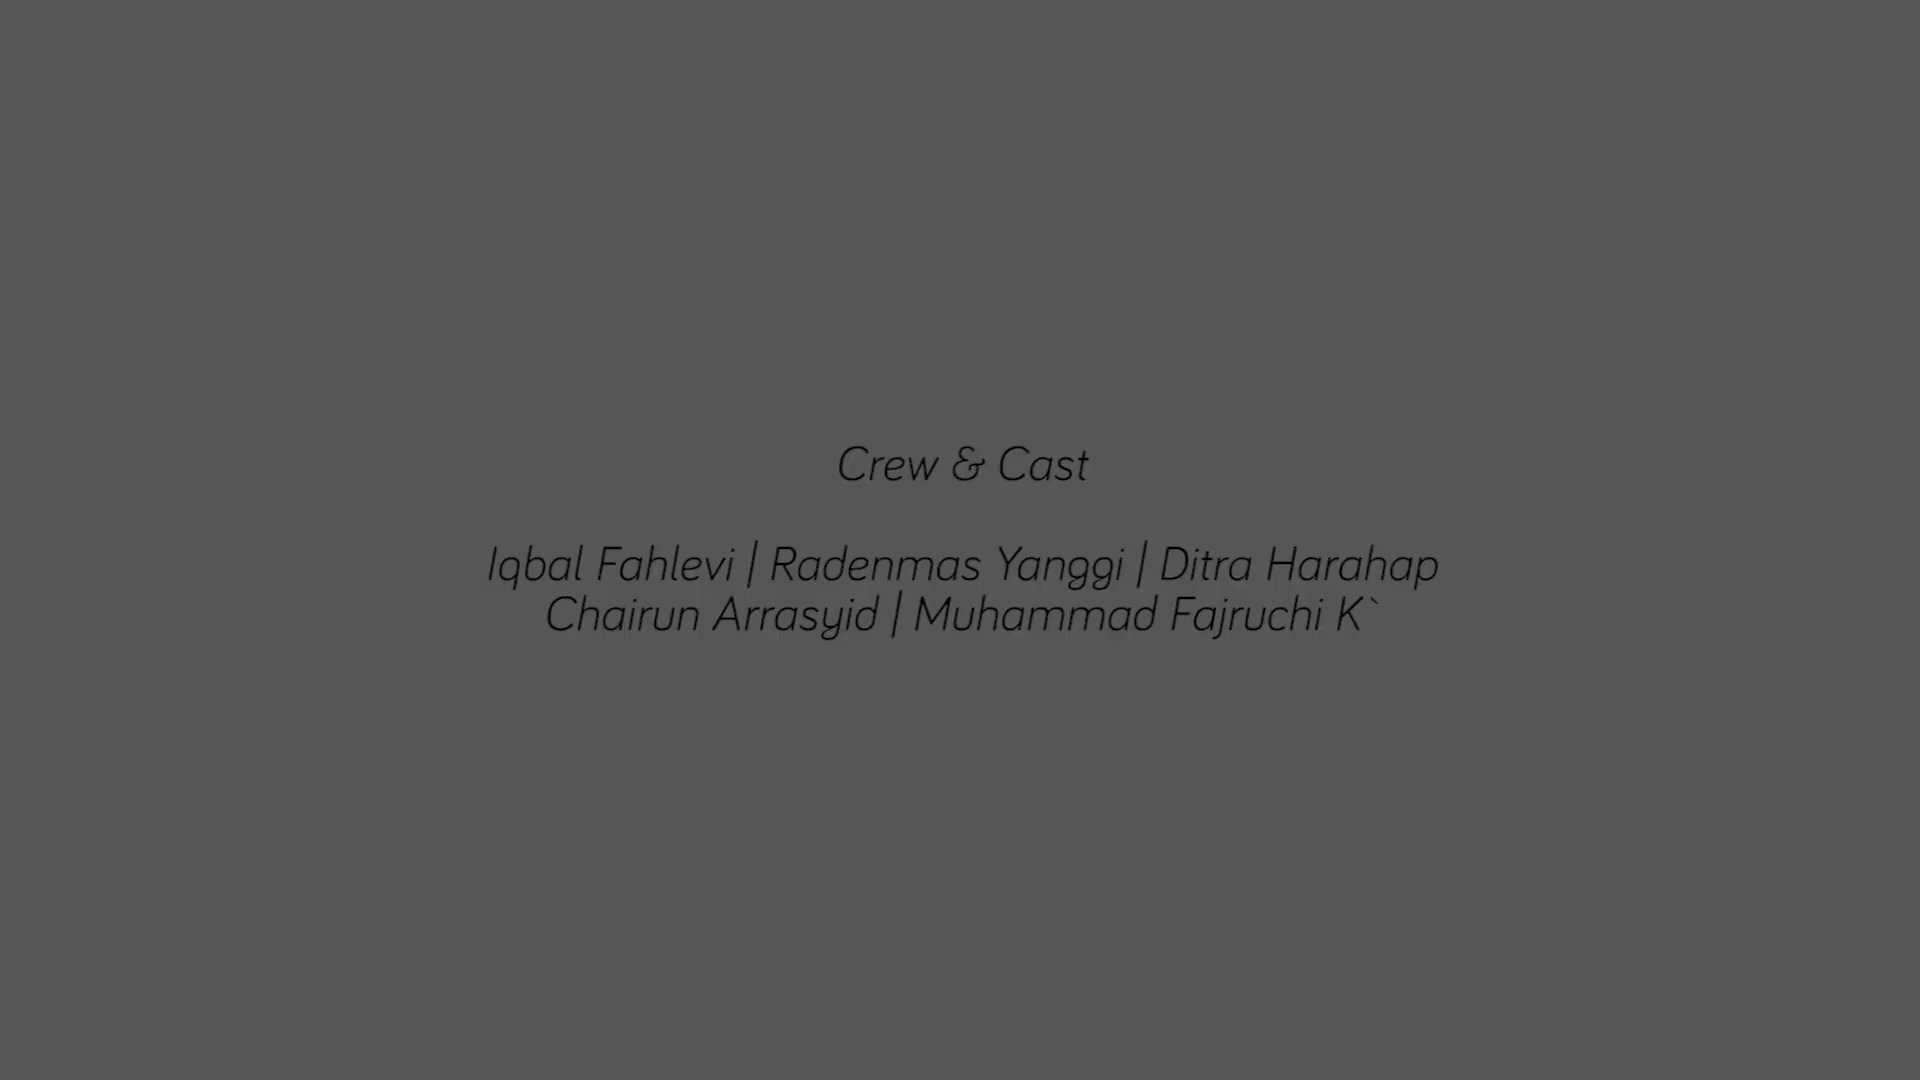 Crew & Cast
Iqbal Fahlevi | Radenmas Yanggi | Ditra Harahap
Chairun Arrasyid | Muhammad Fajruchi K`